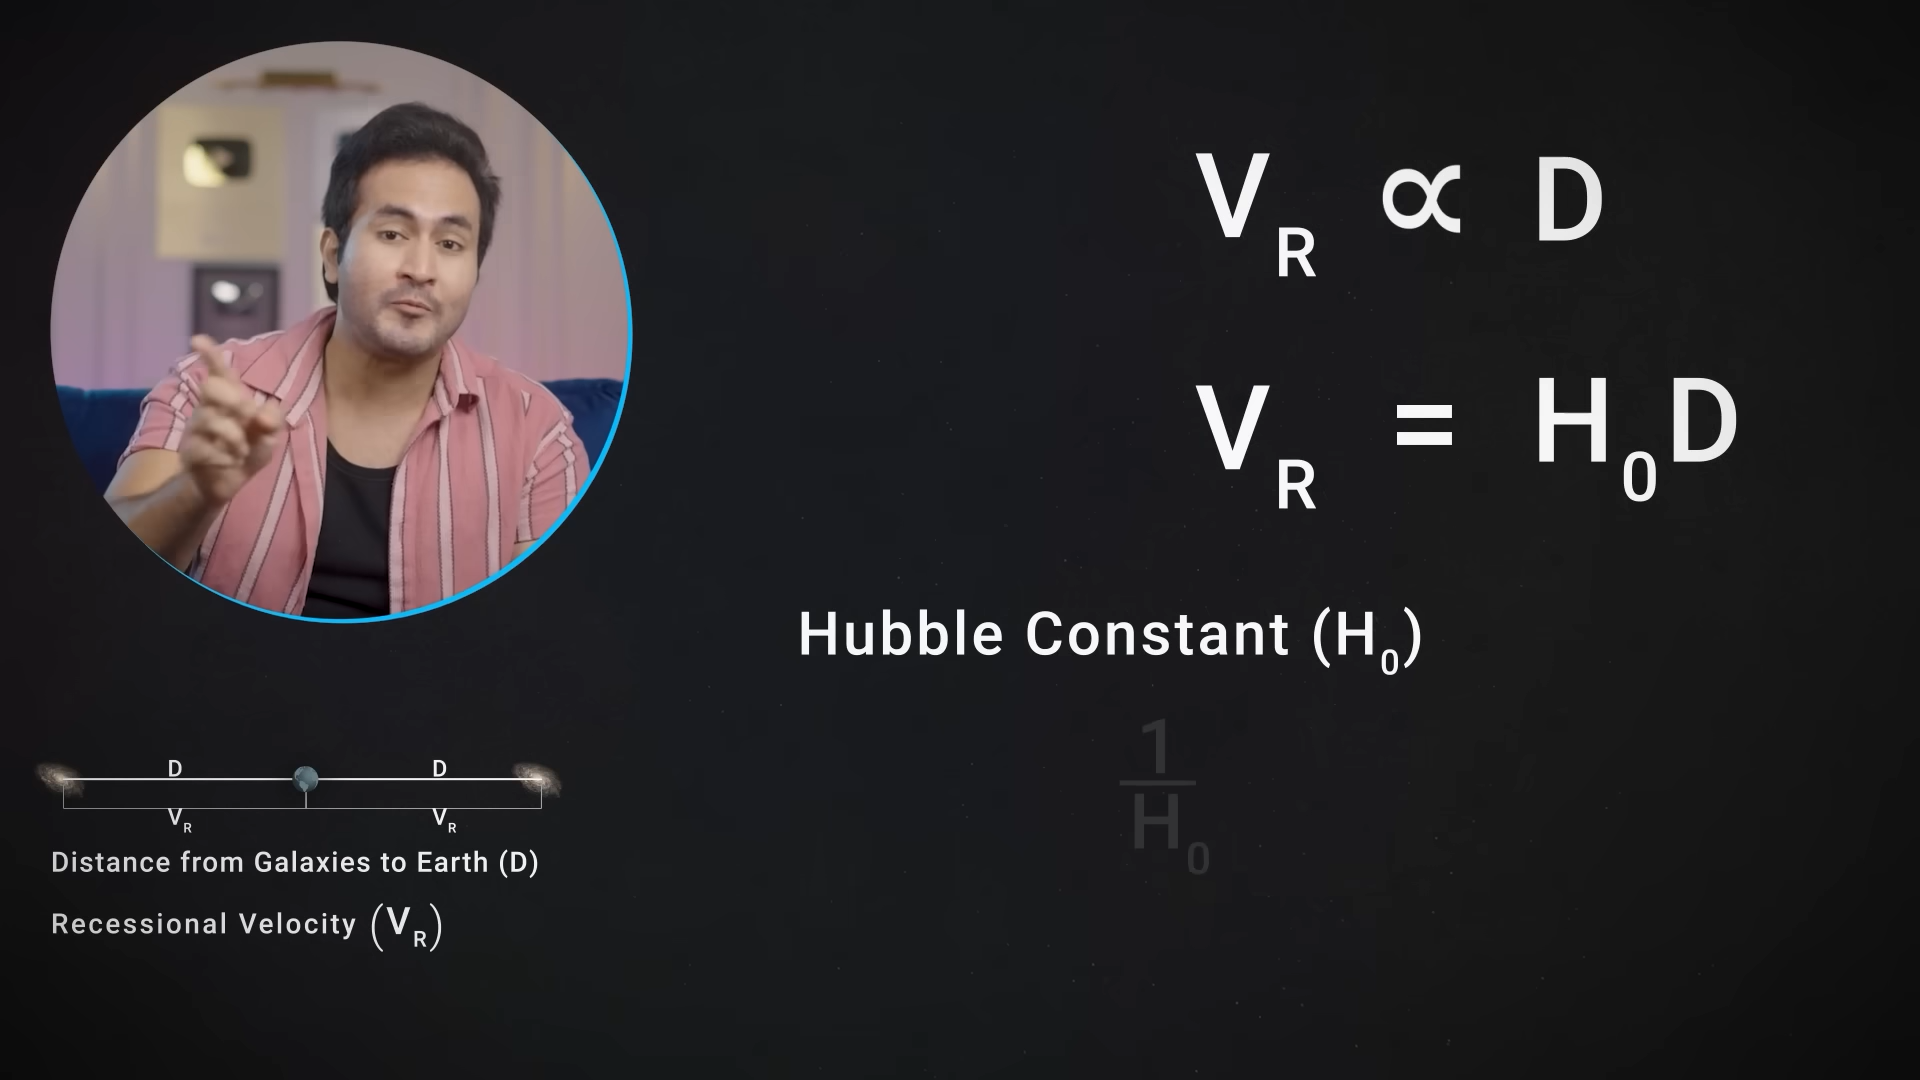 V_R ∝ D
V_R = H_0D
Hubble Constant (H_0)
1
H_0
D D
V_R V_R
Distance from Galaxies to Earth (D)
Recessional Velocity (V_R)